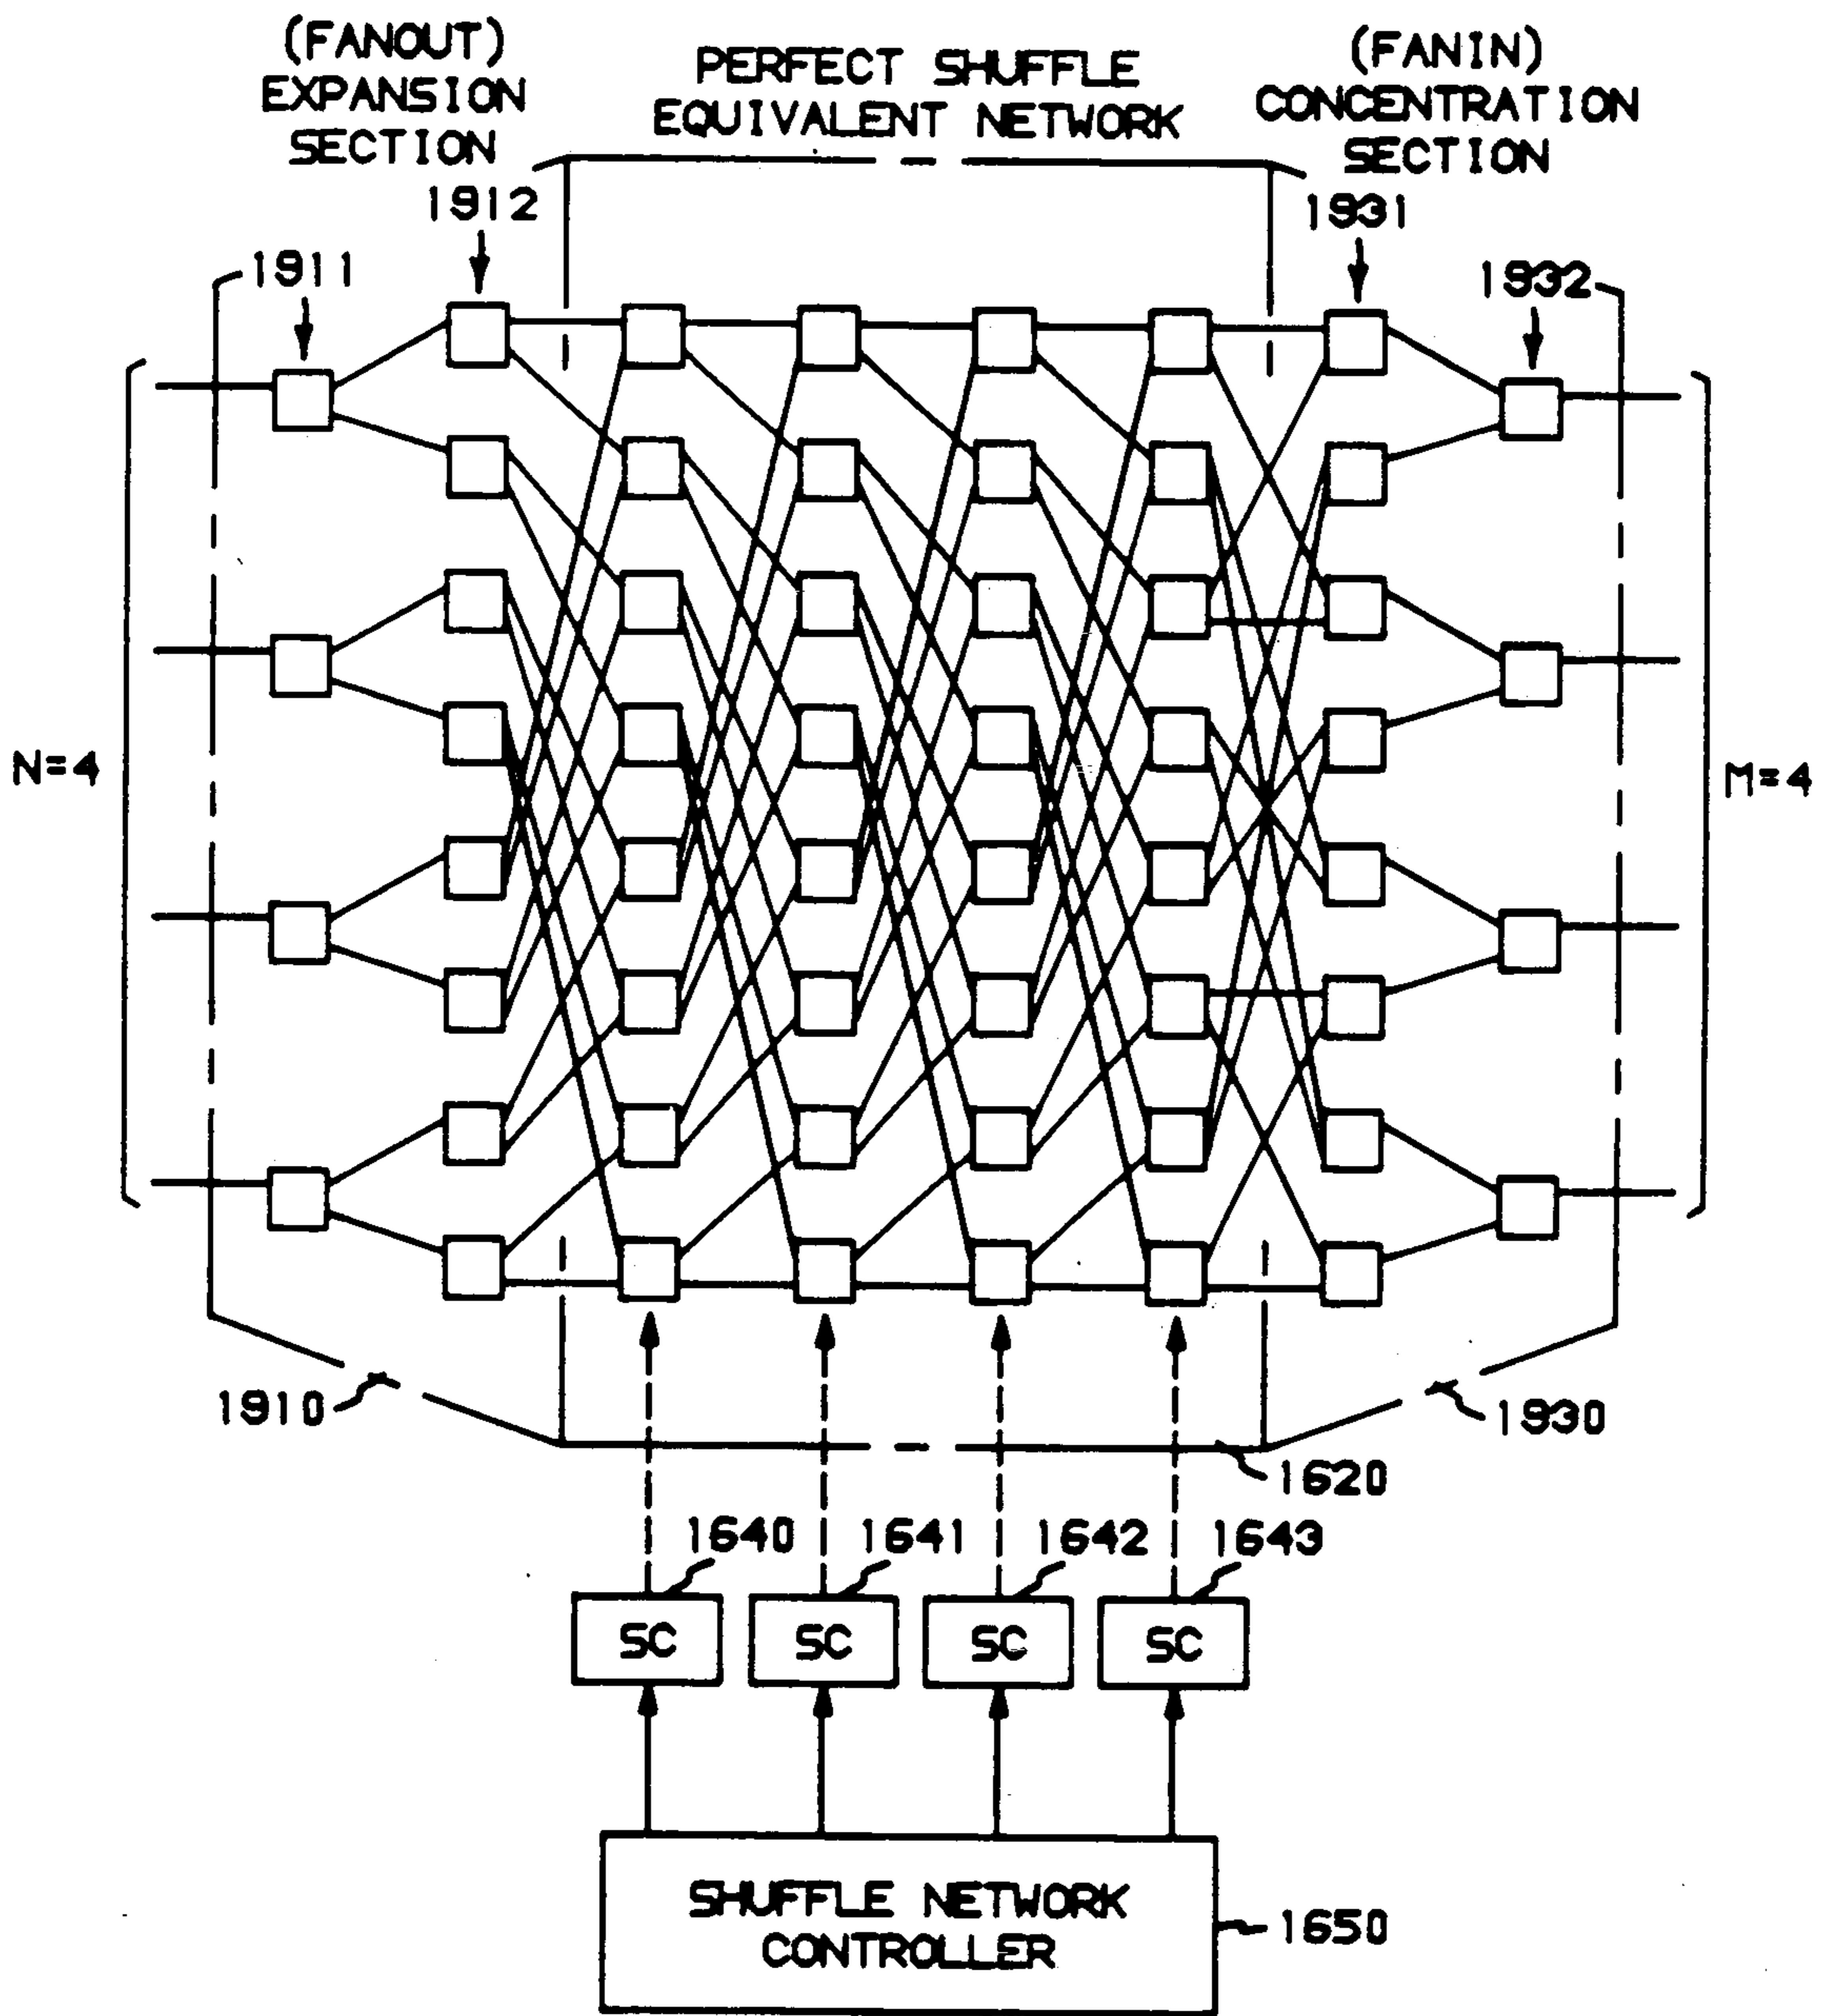 (FANOUT)
EXPANSION
SECTION
PERFECT SHUFFLE
EQUIVALENT NETWORK
(FANIN)
CONCENTRATION
SECTION
1912
1931
1911
1932
N=4
M=4
1910
1930
1620
1640
1641
1642
1643
SC
SC
SC
SC
SHUFFLE NETWORK
CONTROLLER
1650